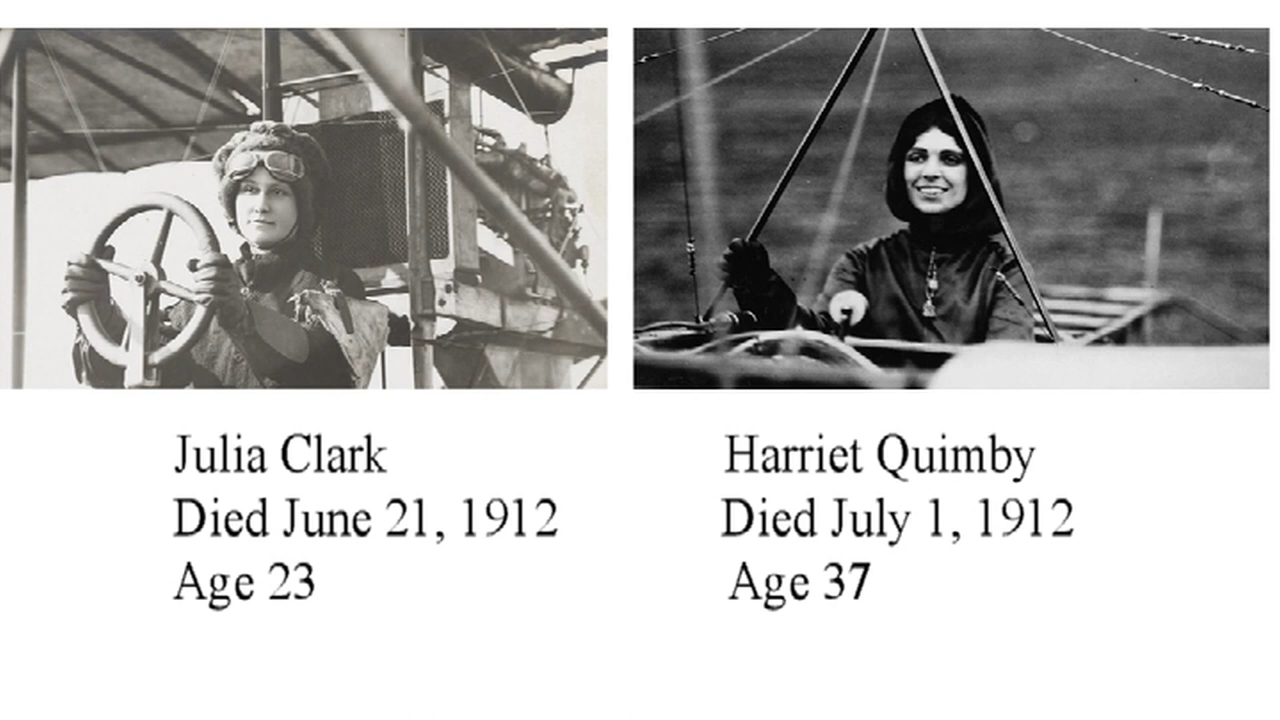 Julia Clark
Died June 21, 1912
Age 23
Harriet Quimby
Died July 1, 1912
Age 37